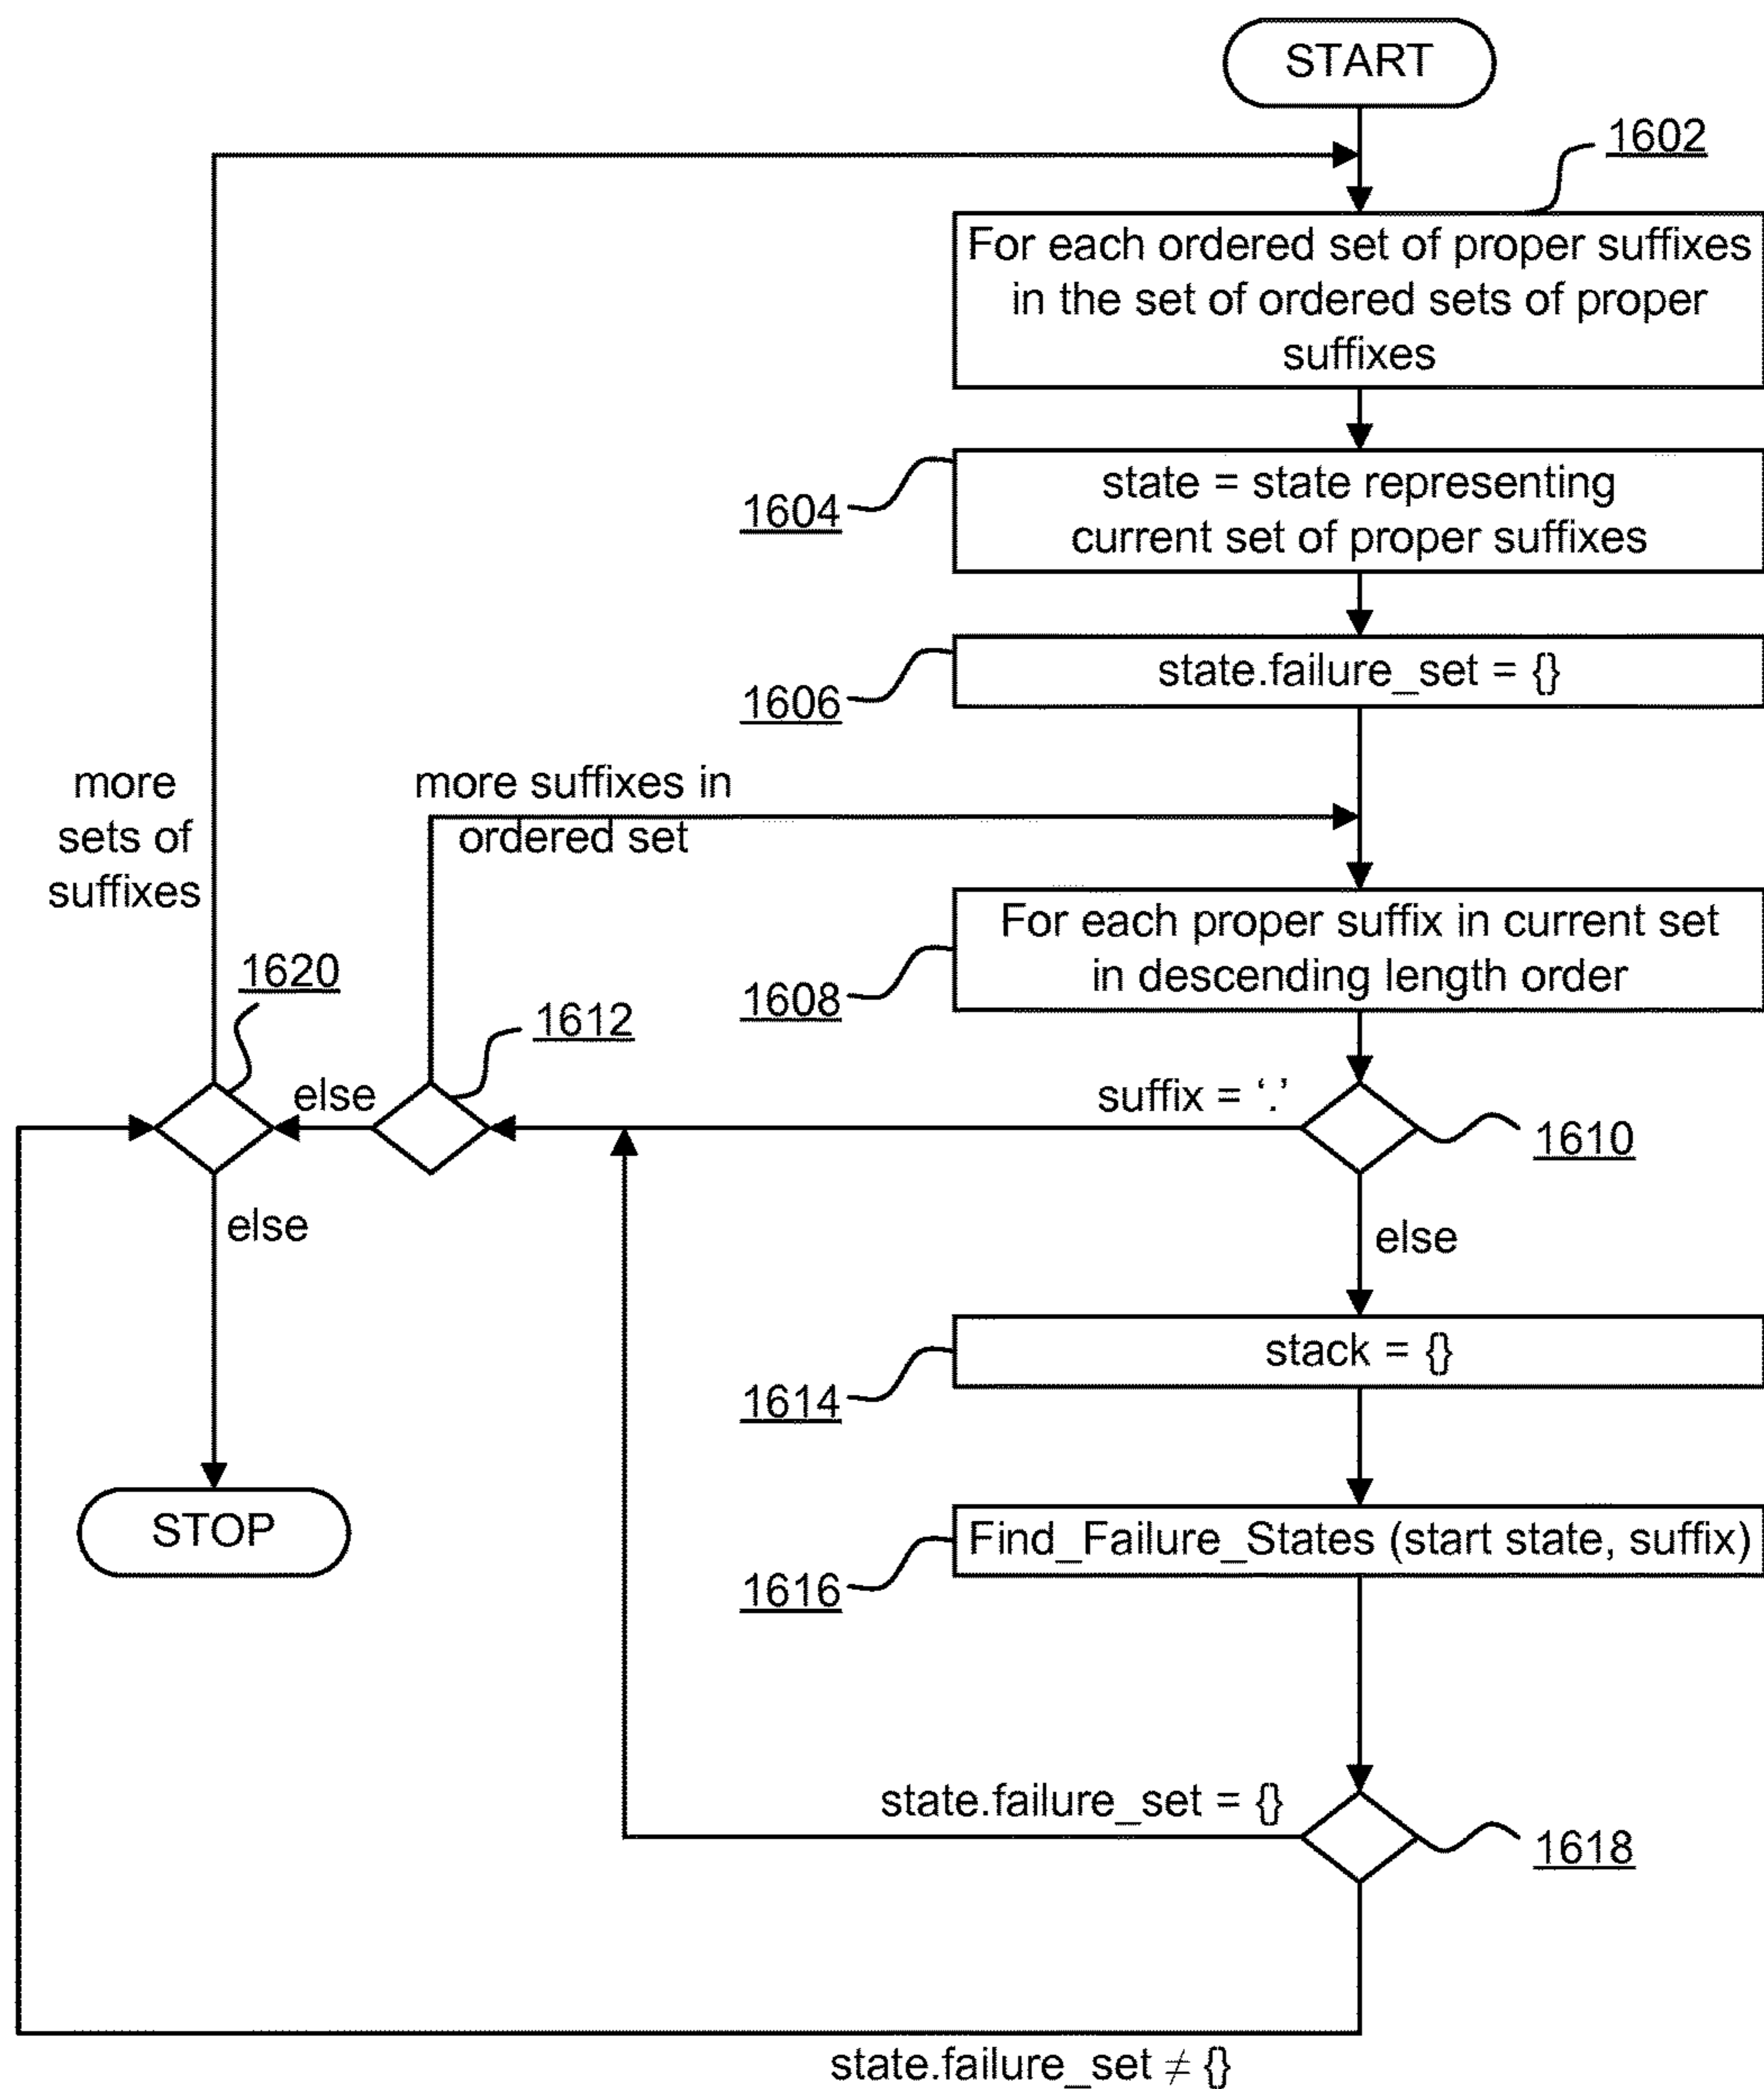 START
1602
For each ordered set of proper suffixes
in the set of ordered sets of proper
suffixes
1604
state = state representing
current set of proper suffixes
1606
state.failure_set = {}
more
sets of
suffixes
more suffixes in
ordered set
1608
For each proper suffix in current set
in descending length order
1620
1612
else
suffix = ‘.’
1610
else
else
1614
stack = {}
STOP
1616
Find_Failure_States (start state, suffix)
state.failure_set = {}
1618
state.failure_set ≠ {}